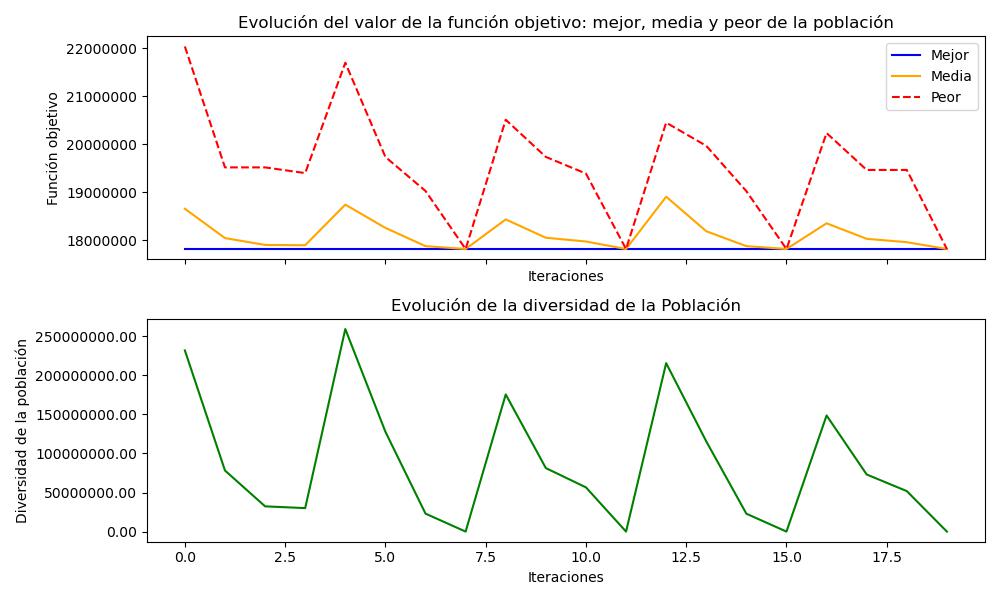 Evolución del valor de la función objetivo: mejor, media y peor de la población
22000000
21000000
20000000
19000000
18000000
Función objetivo
Mejor
Media
Peor
Iteraciones
Evolución de la diversidad de la Población
250000000.00
200000000.00
150000000.00
100000000.00
50000000.00
0.00
Diversidad de la población
0.0 2.5 5.0 7.5 10.0 12.5 15.0 17.5
Iteraciones